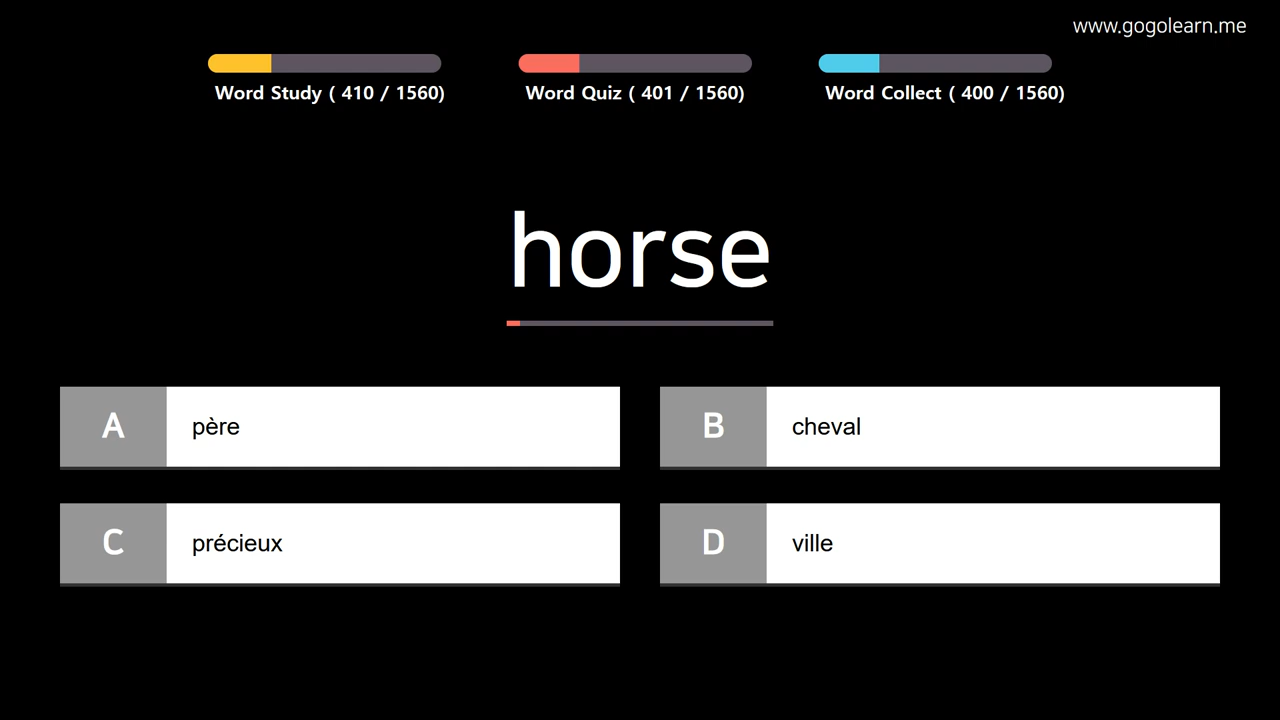 www.gogolearn.me
Word Study ( 410 / 1560)
Word Quiz ( 401 / 1560)
Word Collect ( 400 / 1560)
horse
A
père
B
cheval
C
précieux
D
ville